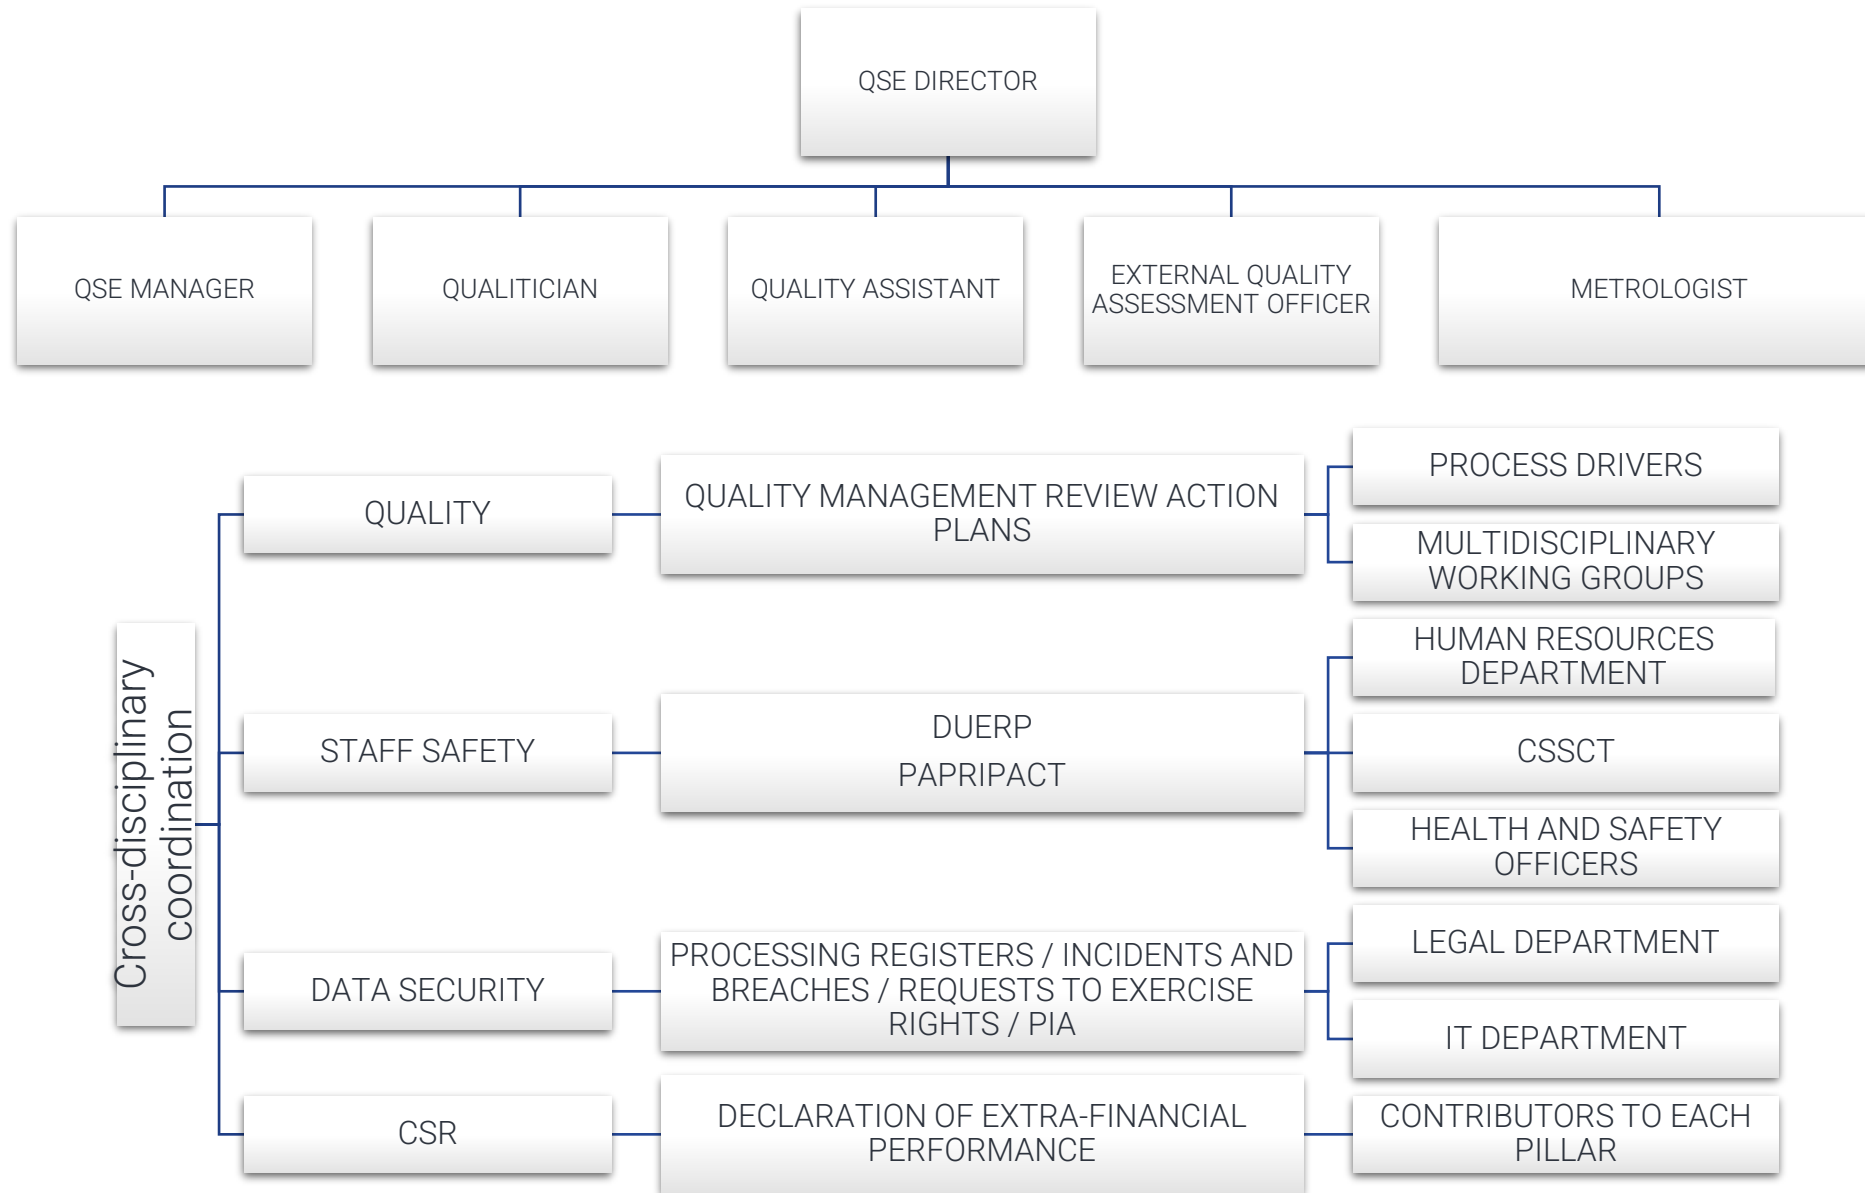 QSE DIRECTOR
QSE MANAGER
QUALITICIAN
QUALITY ASSISTANT
EXTERNAL QUALITY
ASSESSMENT OFFICER
METROLOGIST
Cross-disciplinary
coordination
QUALITY
QUALITY MANAGEMENT REVIEW ACTION
PLANS
PROCESS DRIVERS
MULTIDISCIPLINARY
WORKING GROUPS
STAFF SAFETY
DUERP
PAPRIPACT
HUMAN RESOURCES
DEPARTMENT
CSSCT
HEALTH AND SAFETY
OFFICERS
DATA SECURITY
PROCESSING REGISTERS / INCIDENTS AND
BREACHES / REQUESTS TO EXERCISE
RIGHTS / PIA
LEGAL DEPARTMENT
IT DEPARTMENT
CSR
DECLARATION OF EXTRA-FINANCIAL
PERFORMANCE
CONTRIBUTORS TO EACH
PILLAR